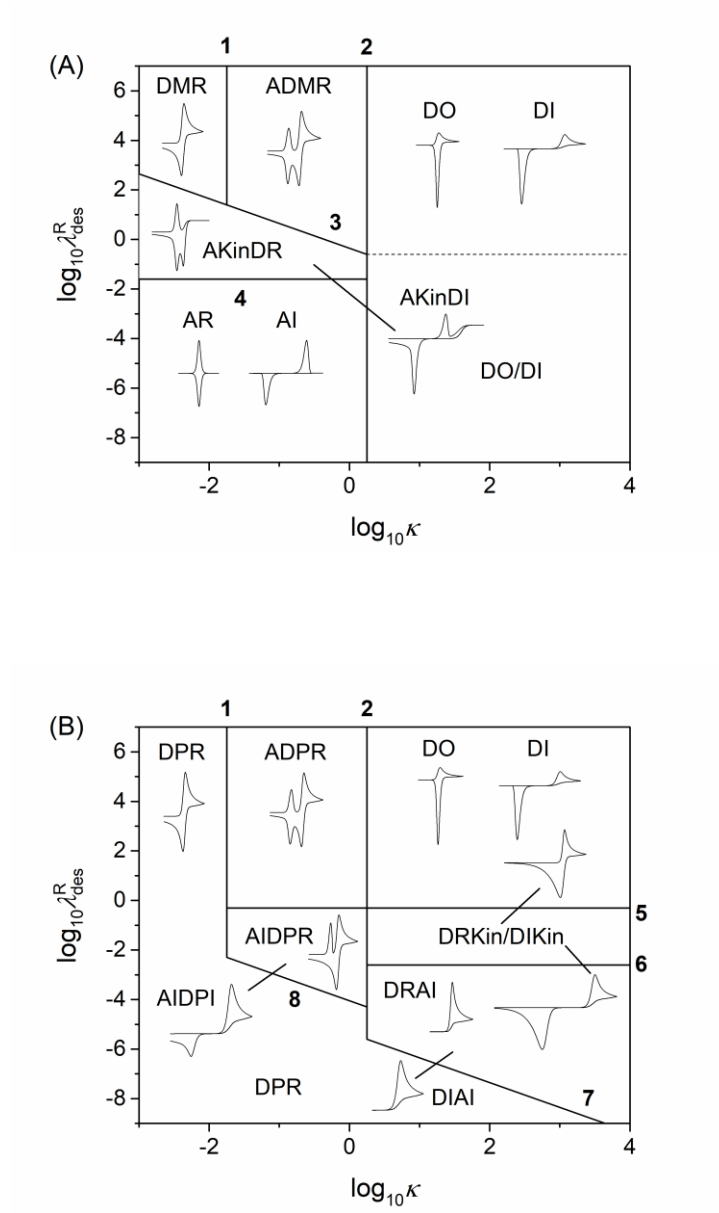 (A)
1
2
DMR
ADMR
DO
DI
3
AKinDR
4
AR
AI
AKinDI
DO/DI
6
4
2
0
-2
-4
-6
-8
log₁₀λᴿdes
-2
0
2
4
log₁₀κ
(B)
1
2
DPR
ADPR
DO
DI
5
AIDPR
DRKin/DIKin
6
AIDPI
8
DRAI
DPR
DIAI
7
6
4
2
0
-2
-4
-6
-8
log₁₀λᴿdes
-2
0
2
4
log₁₀κ